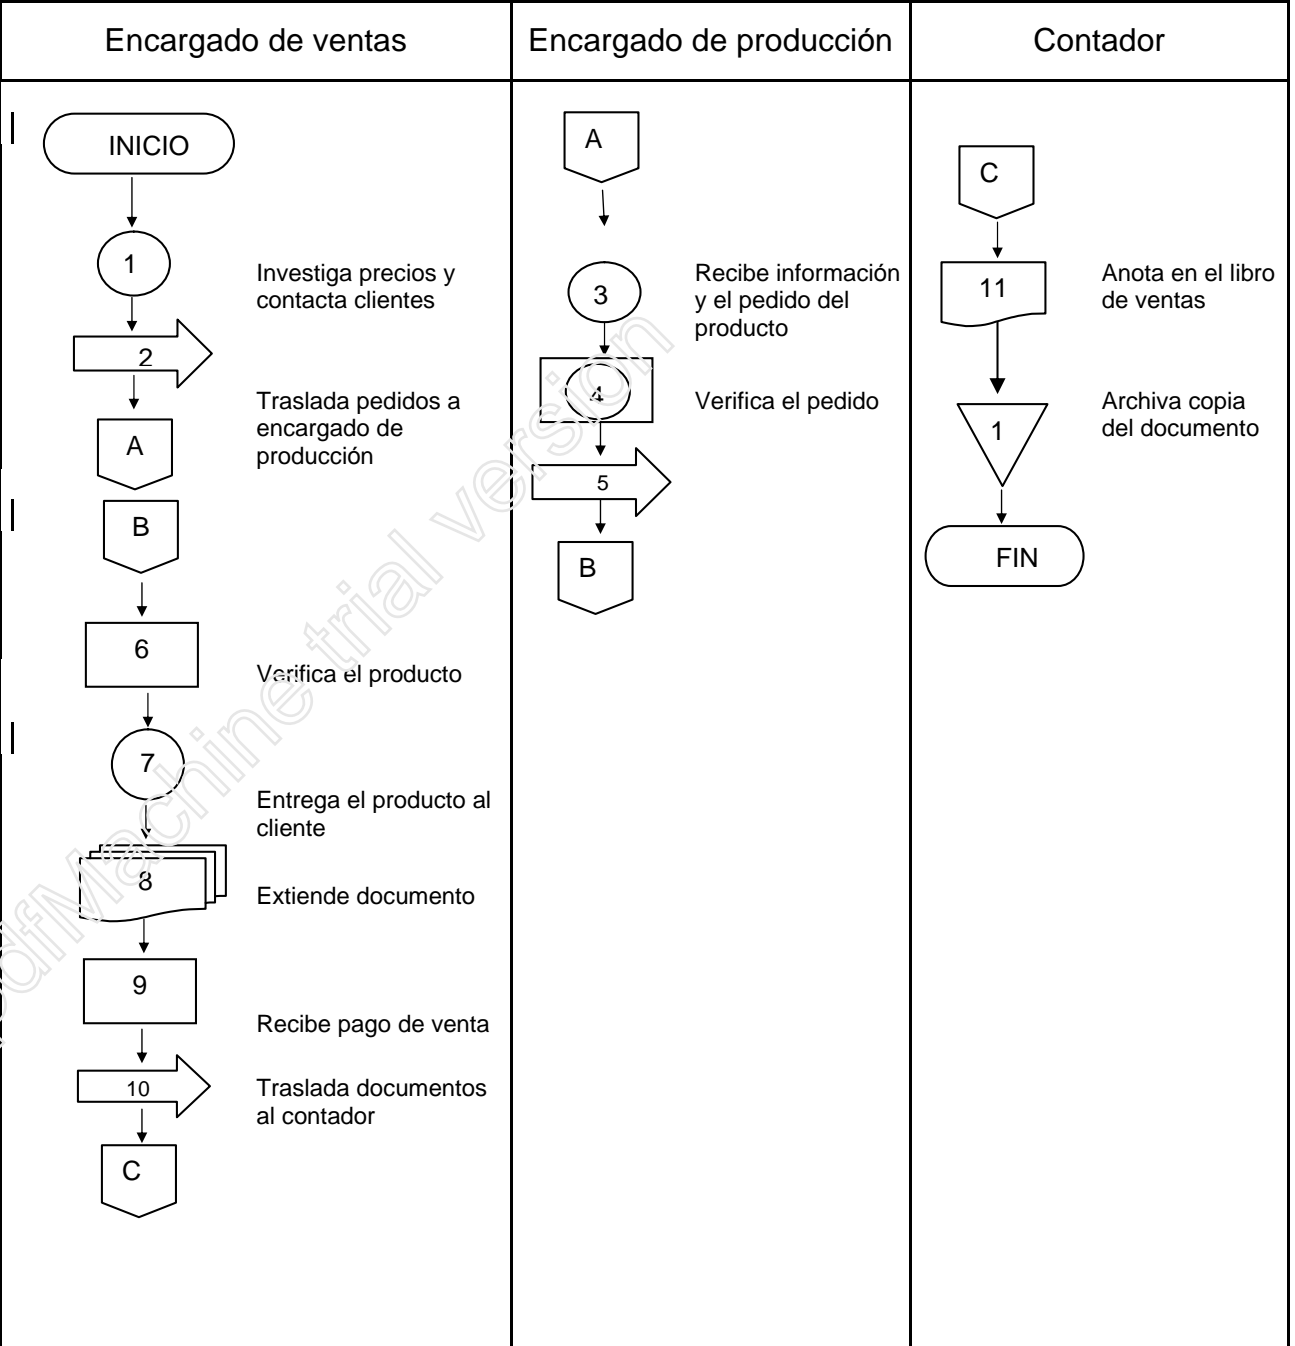 Encargado de ventas
Encargado de producción
Contador
INICIO
1
Investiga precios y
contacta clientes
2
Traslada pedidos a
encargado de
producción
A
B
6
Verifica el producto
7
Entrega el producto al
cliente
8
Extiende documento
9
Recibe pago de venta
10
Traslada documentos
al contador
C
A
3
Recibe información
y el pedido del
producto
4
Verifica el pedido
5
B
C
11
Anota en el libro
de ventas
1
Archiva copia
del documento
FIN
pdfMachine trial version